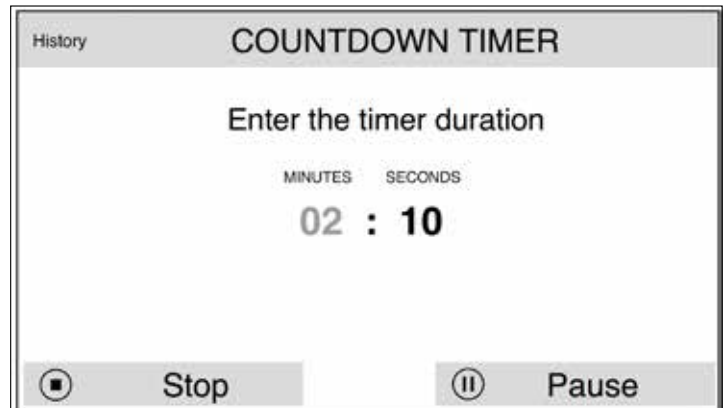 History COUNTDOWN TIMER
Enter the timer duration
MINUTES SECONDS
02 : 10
Stop Pause